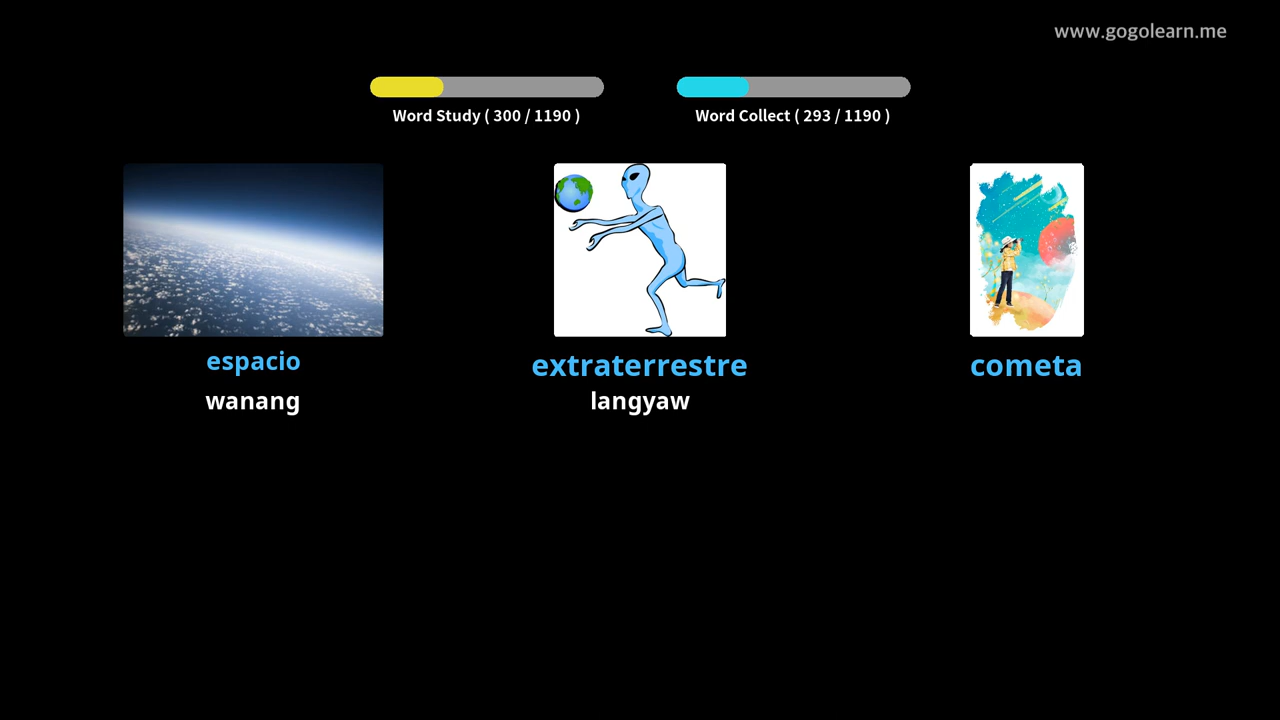 www.gogolearn.me
Word Study ( 300 / 1190 )
Word Collect ( 293 / 1190 )
espacio
wanang
extraterrestre
langyaw
cometa